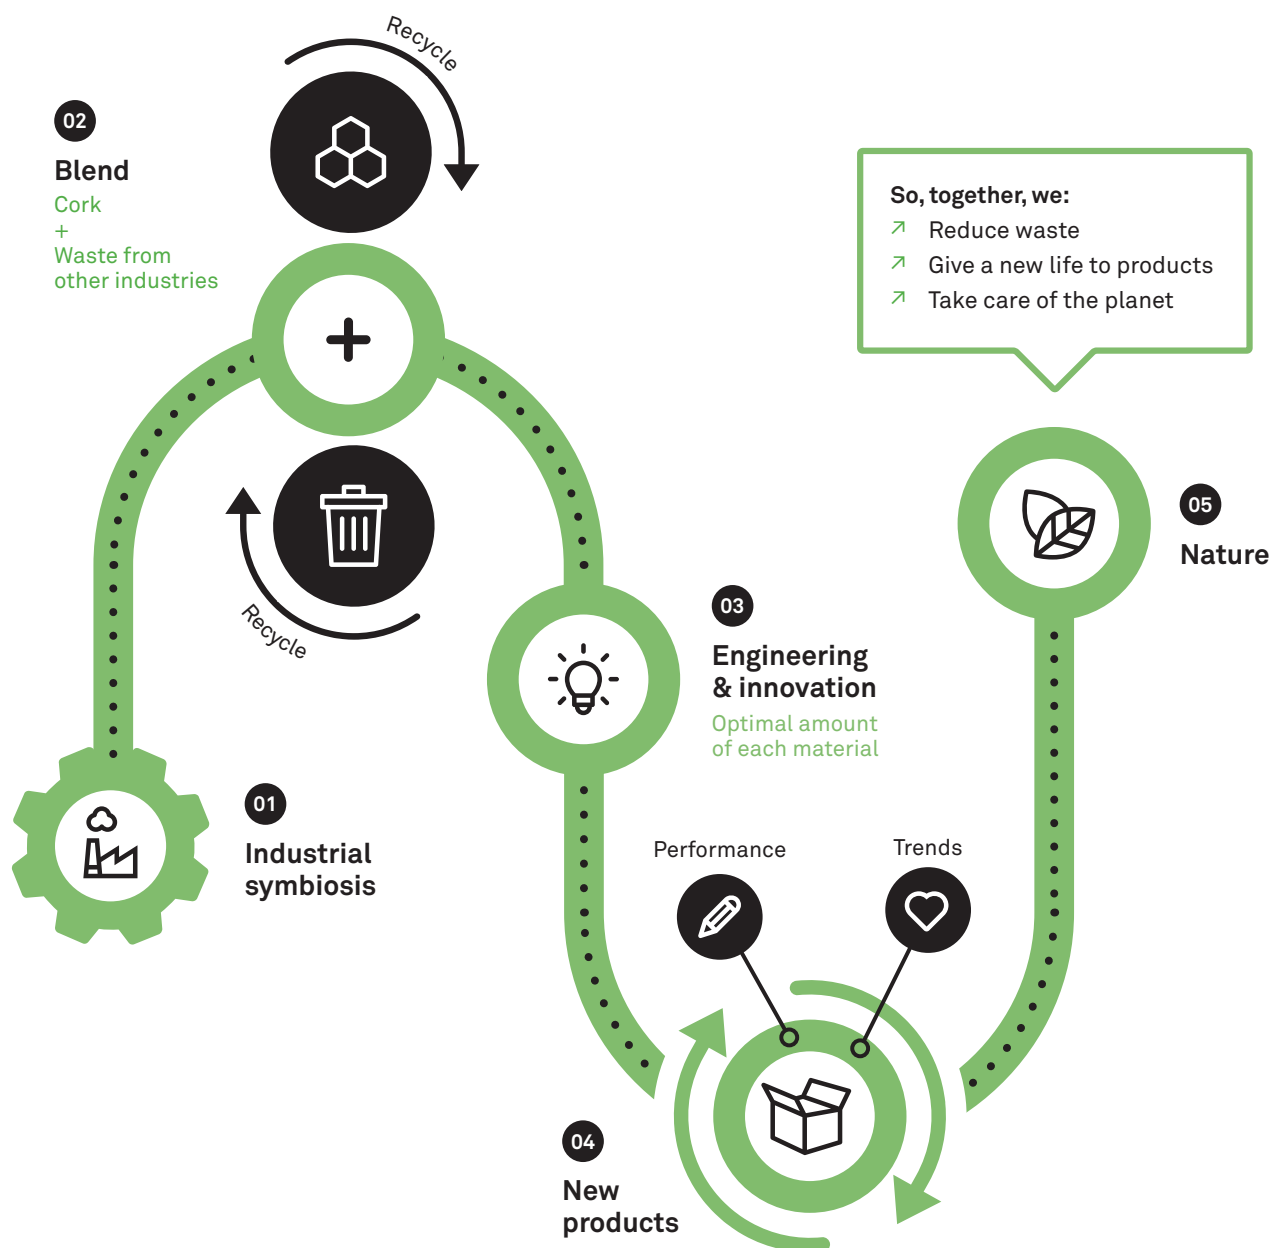 Recycle
02
Blend
Cork
+
Waste from
other industries
Recycle
01
Industrial
symbiosis
03
Engineering
& innovation
Optimal amount
of each material
Performance
Trends
04
New
products
So, together, we:
Reduce waste
Give a new life to products
Take care of the planet
05
Nature